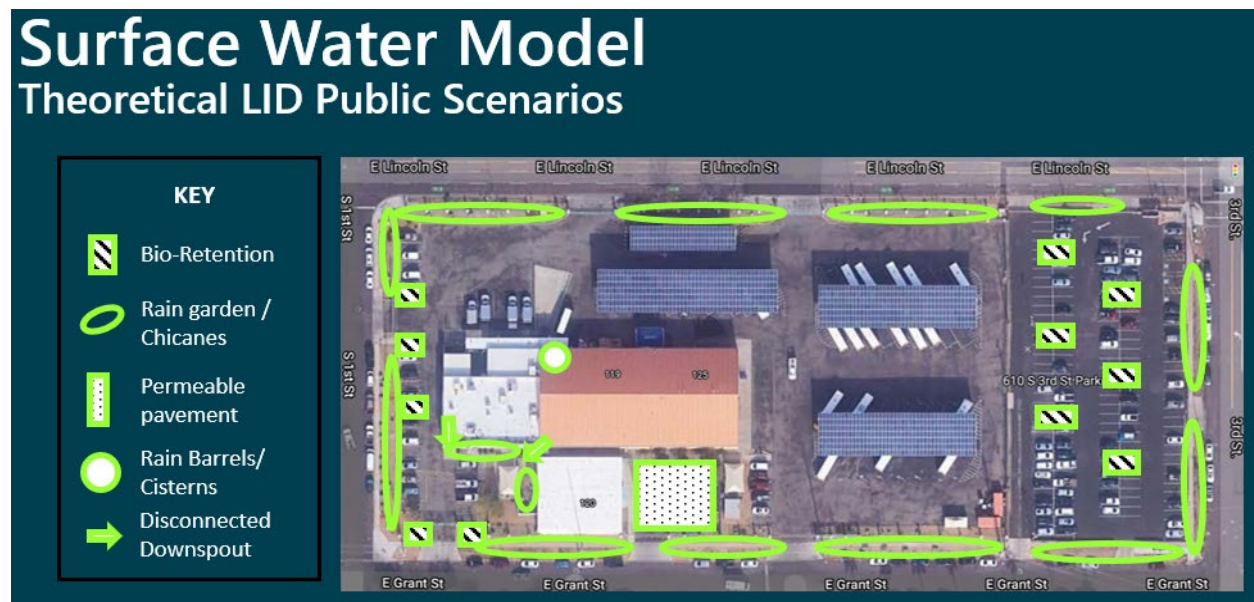 Surface Water Model
Theoretical LID Public Scenarios
KEY
Bio-Retention
Rain garden /
Chicanes
Permeable
pavement
Rain Barrels/
Cisterns
Disconnected
Downspout
E Lincoln St
E Lincoln St
E Lincoln St
E Lincoln St
E Lincoln St
S 1st St
3rd St.
S 1st St
119
125
610 S 3rd St Park
3rd St.
120
E Grant St
E Grant St
E Grant St
E Grant St
E Grant St